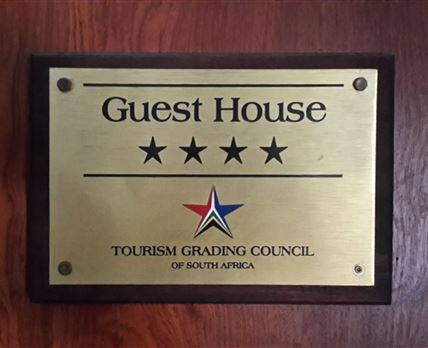 Guest House
TOURISM GRADING COUNCIL
OF SOUTH AFRICA